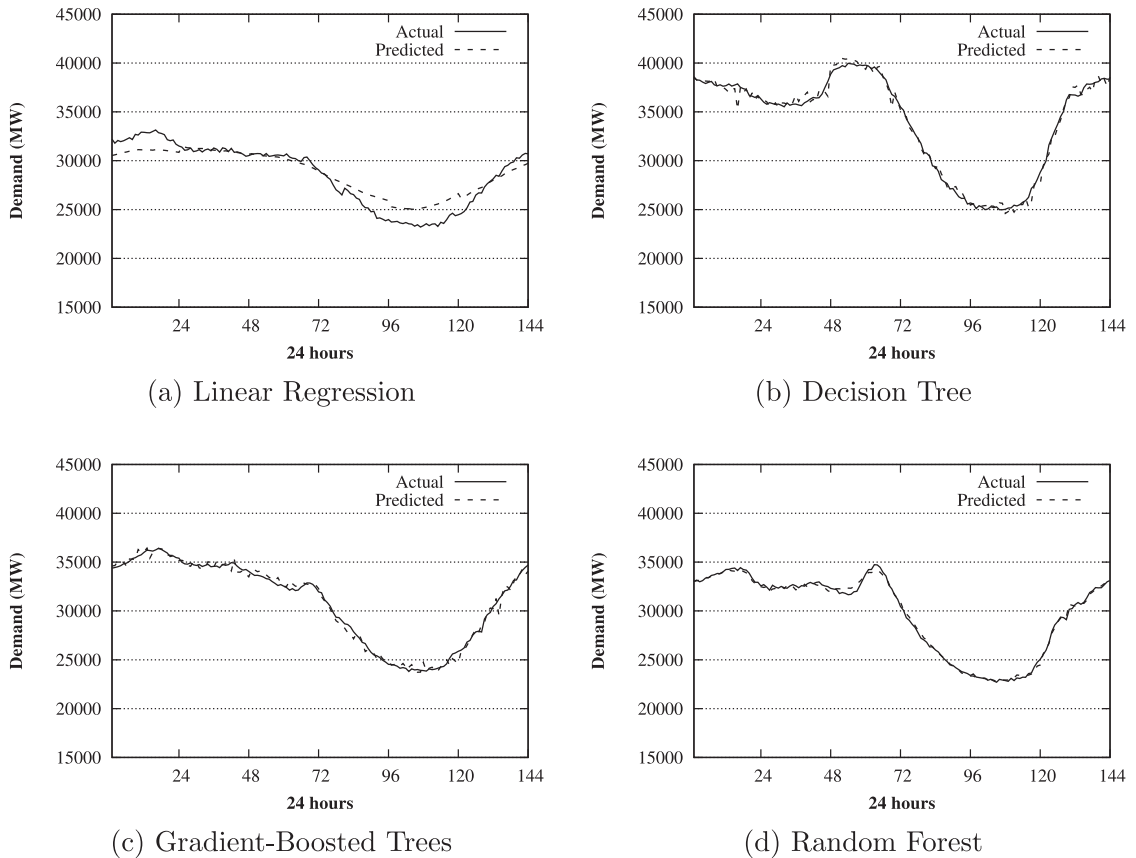 45000
40000
35000
30000
25000
20000
15000
Demand (MW)
Actual
Predicted
24 48 72 96 120 144
24 hours
(a) Linear Regression
45000
40000
35000
30000
25000
20000
15000
Demand (MW)
Actual
Predicted
24 48 72 96 120 144
24 hours
(b) Decision Tree
45000
40000
35000
30000
25000
20000
15000
Demand (MW)
Actual
Predicted
24 48 72 96 120 144
24 hours
(c) Gradient-Boosted Trees
45000
40000
35000
30000
25000
20000
15000
Demand (MW)
Actual
Predicted
24 48 72 96 120 144
24 hours
(d) Random Forest